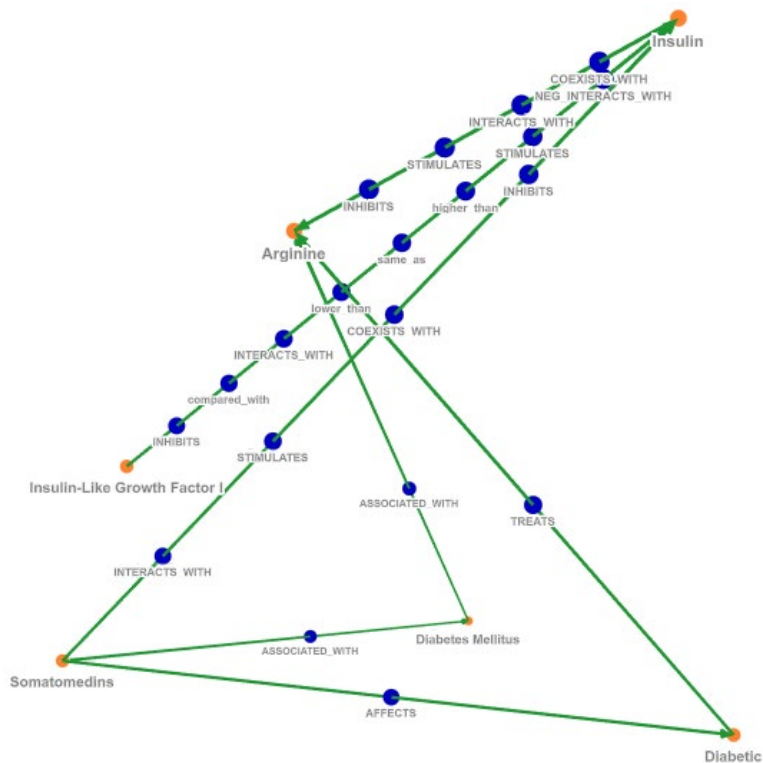 Insulin
COEXISTS_WITH
NEG_INTERACTS_WITH
INTERACTS_WITH
STIMULATES
STIMULATES
INHIBITS
INHIBITS
higher_than
Arginine
same_as
lower_than
COEXISTS_WITH
INTERACTS_WITH
compared_with
INHIBITS
STIMULATES
Insulin-Like Growth Factor I
ASSOCIATED_WITH
TREATS
INTERACTS_WITH
Diabetes Mellitus
ASSOCIATED_WITH
Somatomedins
AFFECTS
Diabetic